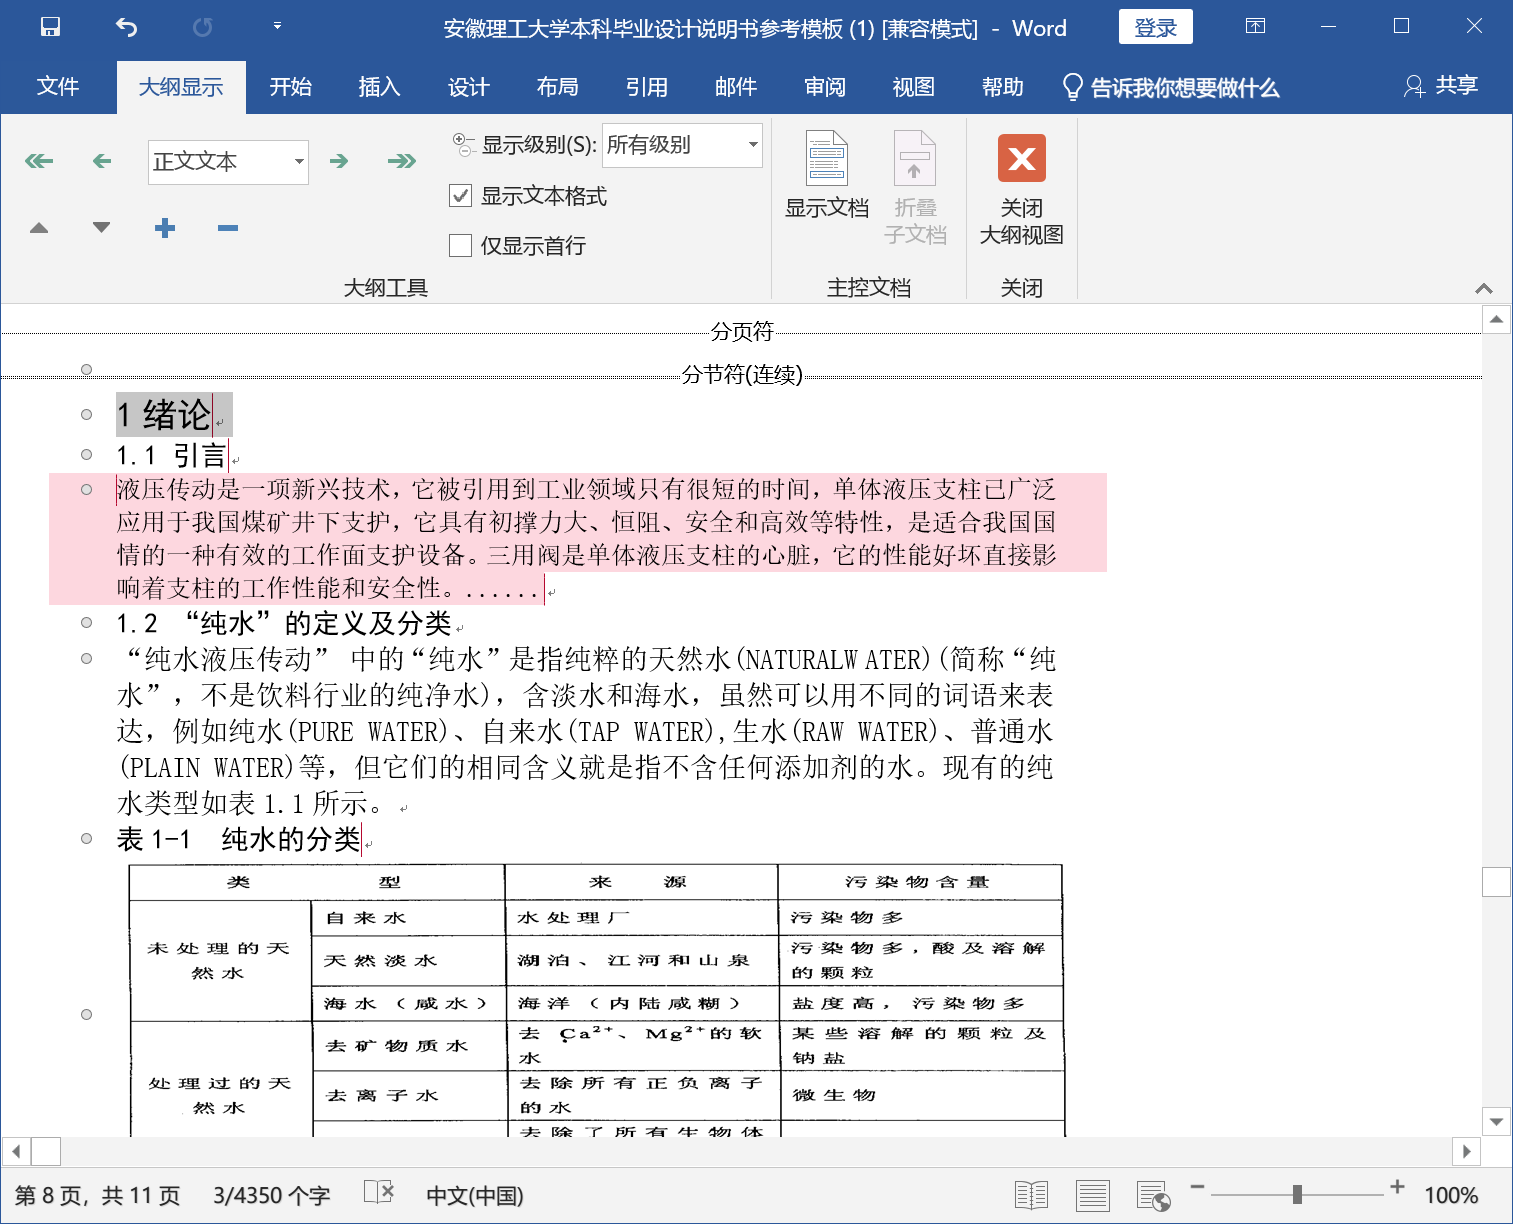 安徽理工大学本科毕业设计说明书参考模板 (1) [兼容模式] - Word
登录
文件 大纲显示 开始 插入 设计 布局 引用 邮件 审阅 视图 帮助 告诉我你想要做什么 共享
正文文本
显示级别(S): 所有级别
显示文本格式
仅显示首行
大纲工具
显示文档
折叠
子文档
主控文档
关闭
大纲视图
关闭
分页符
分节符(连续)
1 绪论
1.1 引言
液压传动是一项新兴技术，它被引用到工业领域只有很短的时间，单体液压支柱已广泛
应用于我国煤矿井下支护，它具有初撑力大、恒阻、安全和高效等特性，是适合我国国
情的一种有效的工作面支护设备。三用阀是单体液压支柱的心脏，它的性能好坏直接影
响着支柱的工作性能和安全性。......
1.2 “纯水”的定义及分类
“纯水液压传动” 中的“纯水”是指纯粹的天然水(NATURALW ATER)(简称“纯
水”，不是饮料行业的纯净水)，含淡水和海水，虽然可以用不同的词语来表
达，例如纯水(PURE WATER)、自来水(TAP WATER),生水(RAW WATER)、普通水
(PLAIN WATER)等，但它们的相同含义就是指不含任何添加剂的水。现有的纯
水类型如表 1.1 所示。
表 1-1 纯水的分类
类 型 来 源 污染物含量
未处理的天
然水
自来水 水处理厂 污染物多
天然淡水 湖泊、江河和山泉 污染物多，酸及溶解
的颗粒
海水（咸水） 海洋（内陆咸糊） 盐度高，污染物多
处理过的天
然水
去矿物质水 去 Ca²⁺、Mg²⁺的软
水
某些溶解的颗粒及
钠盐
去离子水 去除所有正负离子
的水
微生物
去除了所有生物体
第 8 页，共 11 页 3/4350 个字 中文(中国) 100%